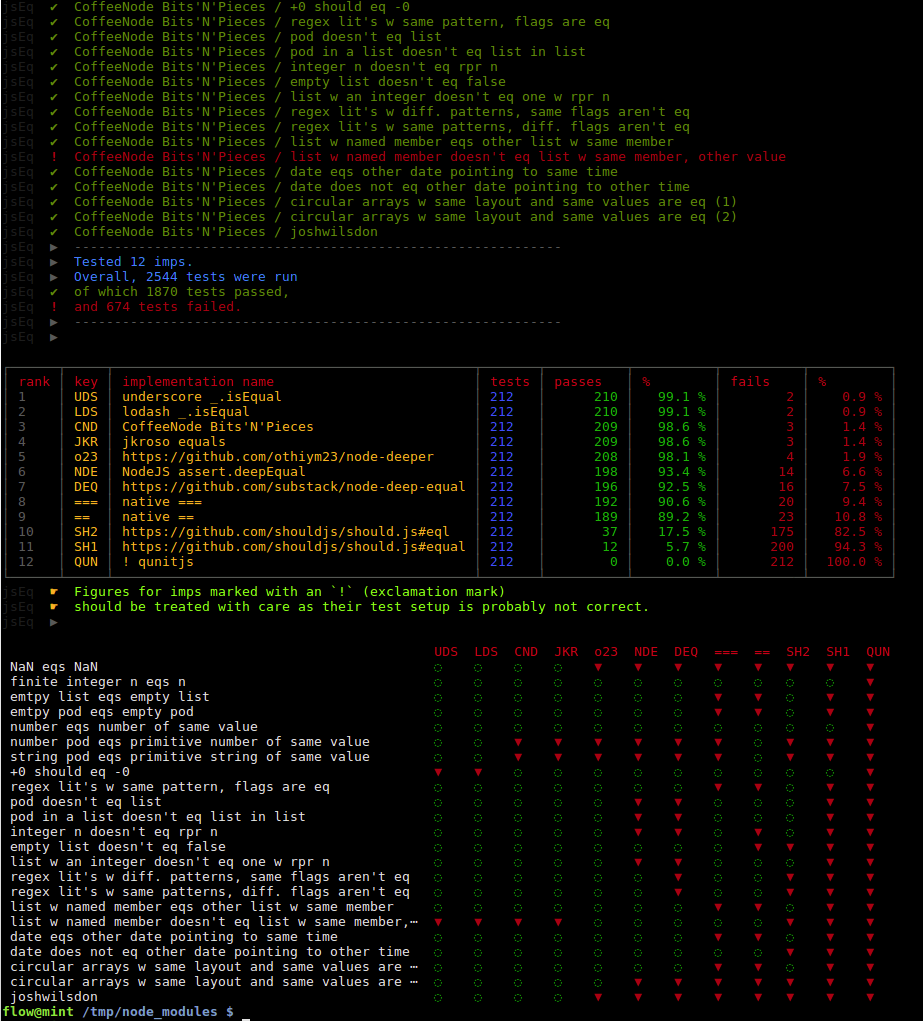 jsEq ✔ CoffeeNode Bits'N'Pieces / +0 should eq -0
jsEq ✔ CoffeeNode Bits'N'Pieces / regex lit's w same pattern, flags are eq
jsEq ✔ CoffeeNode Bits'N'Pieces / pod doesn't eq list
jsEq ✔ CoffeeNode Bits'N'Pieces / pod in a list doesn't eq list in list
jsEq ✔ CoffeeNode Bits'N'Pieces / integer n doesn't eq rpr n
jsEq ✔ CoffeeNode Bits'N'Pieces / empty list doesn't eq false
jsEq ✔ CoffeeNode Bits'N'Pieces / list w an integer doesn't eq one w rpr n
jsEq ✔ CoffeeNode Bits'N'Pieces / regex lit's w diff. patterns, same flags aren't eq
jsEq ✔ CoffeeNode Bits'N'Pieces / regex lit's w same patterns, diff. flags aren't eq
jsEq ✔ CoffeeNode Bits'N'Pieces / list w named member eqs other list w same member
jsEq ! CoffeeNode Bits'N'Pieces / list w named member doesn't eq list w same member, other value
jsEq ✔ CoffeeNode Bits'N'Pieces / date eqs other date pointing to same time
jsEq ✔ CoffeeNode Bits'N'Pieces / date does not eq other date pointing to other time
jsEq ✔ CoffeeNode Bits'N'Pieces / circular arrays w same layout and same values are eq (1)
jsEq ✔ CoffeeNode Bits'N'Pieces / circular arrays w same layout and same values are eq (2)
jsEq ✔ CoffeeNode Bits'N'Pieces / joshwilsdon
jsEq ▶ -------------------------------------------------------------
jsEq ▶ Tested 12 imps.
jsEq ▶ Overall, 2544 tests were run
jsEq ✔ of which 1870 tests passed,
jsEq ! and 674 tests failed.
jsEq ▶ -------------------------------------------------------------
jsEq ▶
rank key implementation name tests passes % fails %
1 UDS underscore _.isEqual 212 210 99.1 % 2 0.9 %
2 LDS lodash _.isEqual 212 210 99.1 % 2 0.9 %
3 CND CoffeeNode Bits'N'Pieces 212 209 98.6 % 3 1.4 %
4 JKR jkroso equals 212 209 98.6 % 3 1.4 %
5 o23 https://github.com/othiym23/node-deeper 212 208 98.1 % 4 1.9 %
6 NDE NodeJS assert.deepEqual 212 198 93.4 % 14 6.6 %
7 DEQ https://github.com/substack/node-deep-equal 212 196 92.5 % 16 7.5 %
8 === native === 212 192 90.6 % 20 9.4 %
9 == native == 212 189 89.2 % 23 10.8 %
10 SH2 https://github.com/shouldjs/should.js#eql 212 37 17.5 % 175 82.5 %
11 SH1 https://github.com/shouldjs/should.js#equal 212 12 5.7 % 200 94.3 %
12 QUN ! qunitjs 212 0 0.0 % 212 100.0 %
jsEq ☛ Figures for imps marked with an `!` (exclamation mark)
jsEq ☛ should be treated with care as their test setup is probably not correct.
jsEq ▶
UDS LDS CND JKR o23 NDE DEQ === == SH2 SH1 QUN
NaN eqs NaN ◌ ◌ ◌ ◌ ▼ ▼ ▼ ▼ ▼ ▼ ▼ ▼
finite integer n eqs n ◌ ◌ ◌ ◌ ◌ ◌ ◌ ◌ ◌ ◌ ◌ ▼
emtpy list eqs empty list ◌ ◌ ◌ ◌ ◌ ◌ ◌ ▼ ▼ ◌ ▼ ▼
emtpy pod eqs empty pod ◌ ◌ ◌ ◌ ◌ ◌ ◌ ▼ ▼ ◌ ▼ ▼
number eqs number of same value ◌ ◌ ◌ ◌ ◌ ◌ ◌ ◌ ◌ ◌ ◌ ▼
number pod eqs primitive number of same value ◌ ◌ ▼ ▼ ▼ ▼ ▼ ▼ ◌ ▼ ▼ ▼
string pod eqs primitive string of same value ◌ ◌ ▼ ▼ ▼ ▼ ▼ ▼ ◌ ▼ ▼ ▼
+0 should eq -0 ▼ ▼ ◌ ◌ ◌ ◌ ◌ ◌ ◌ ◌ ◌ ▼
regex lit's w same pattern, flags are eq ◌ ◌ ◌ ◌ ◌ ◌ ◌ ▼ ▼ ◌ ▼ ▼
pod doesn't eq list ◌ ◌ ◌ ◌ ◌ ▼ ▼ ◌ ◌ ◌ ▼ ▼
pod in a list doesn't eq list in list ◌ ◌ ◌ ◌ ◌ ▼ ▼ ◌ ◌ ◌ ▼ ▼
integer n doesn't eq rpr n ◌ ◌ ◌ ◌ ◌ ▼ ▼ ◌ ▼ ◌ ▼ ▼
empty list doesn't eq false ◌ ◌ ◌ ◌ ◌ ◌ ◌ ◌ ▼ ▼ ▼ ▼
list w an integer doesn't eq one w rpr n ◌ ◌ ◌ ◌ ◌ ▼ ▼ ◌ ◌ ◌ ▼ ▼
regex lit's w diff. patterns, same flags aren't eq ◌ ◌ ◌ ◌ ◌ ◌ ▼ ◌ ◌ ▼ ▼ ▼
regex lit's w same patterns, diff. flags aren't eq ◌ ◌ ◌ ◌ ◌ ◌ ▼ ◌ ◌ ▼ ▼ ▼
list w named member eqs other list w same member ◌ ◌ ◌ ◌ ◌ ◌ ◌ ▼ ▼ ◌ ▼ ▼
list w named member doesn't eq list w same member,⋯ ▼ ▼ ▼ ▼ ◌ ◌ ◌ ◌ ◌ ▼ ▼ ▼
date eqs other date pointing to same time ◌ ◌ ◌ ◌ ◌ ◌ ◌ ▼ ▼ ◌ ▼ ▼
date does not eq other date pointing to other time ◌ ◌ ◌ ◌ ◌ ◌ ◌ ◌ ◌ ▼ ▼ ▼
circular arrays w same layout and same values are ⋯ ◌ ◌ ◌ ◌ ◌ ◌ ◌ ▼ ▼ ◌ ▼ ▼
circular arrays w same layout and same values are ⋯ ◌ ◌ ◌ ◌ ◌ ▼ ▼ ▼ ▼ ▼ ▼ ▼
joshwilsdon ◌ ◌ ◌ ◌ ▼ ▼ ▼ ▼ ▼ ▼ ▼ ▼
flow@mint /tmp/node_modules $ _